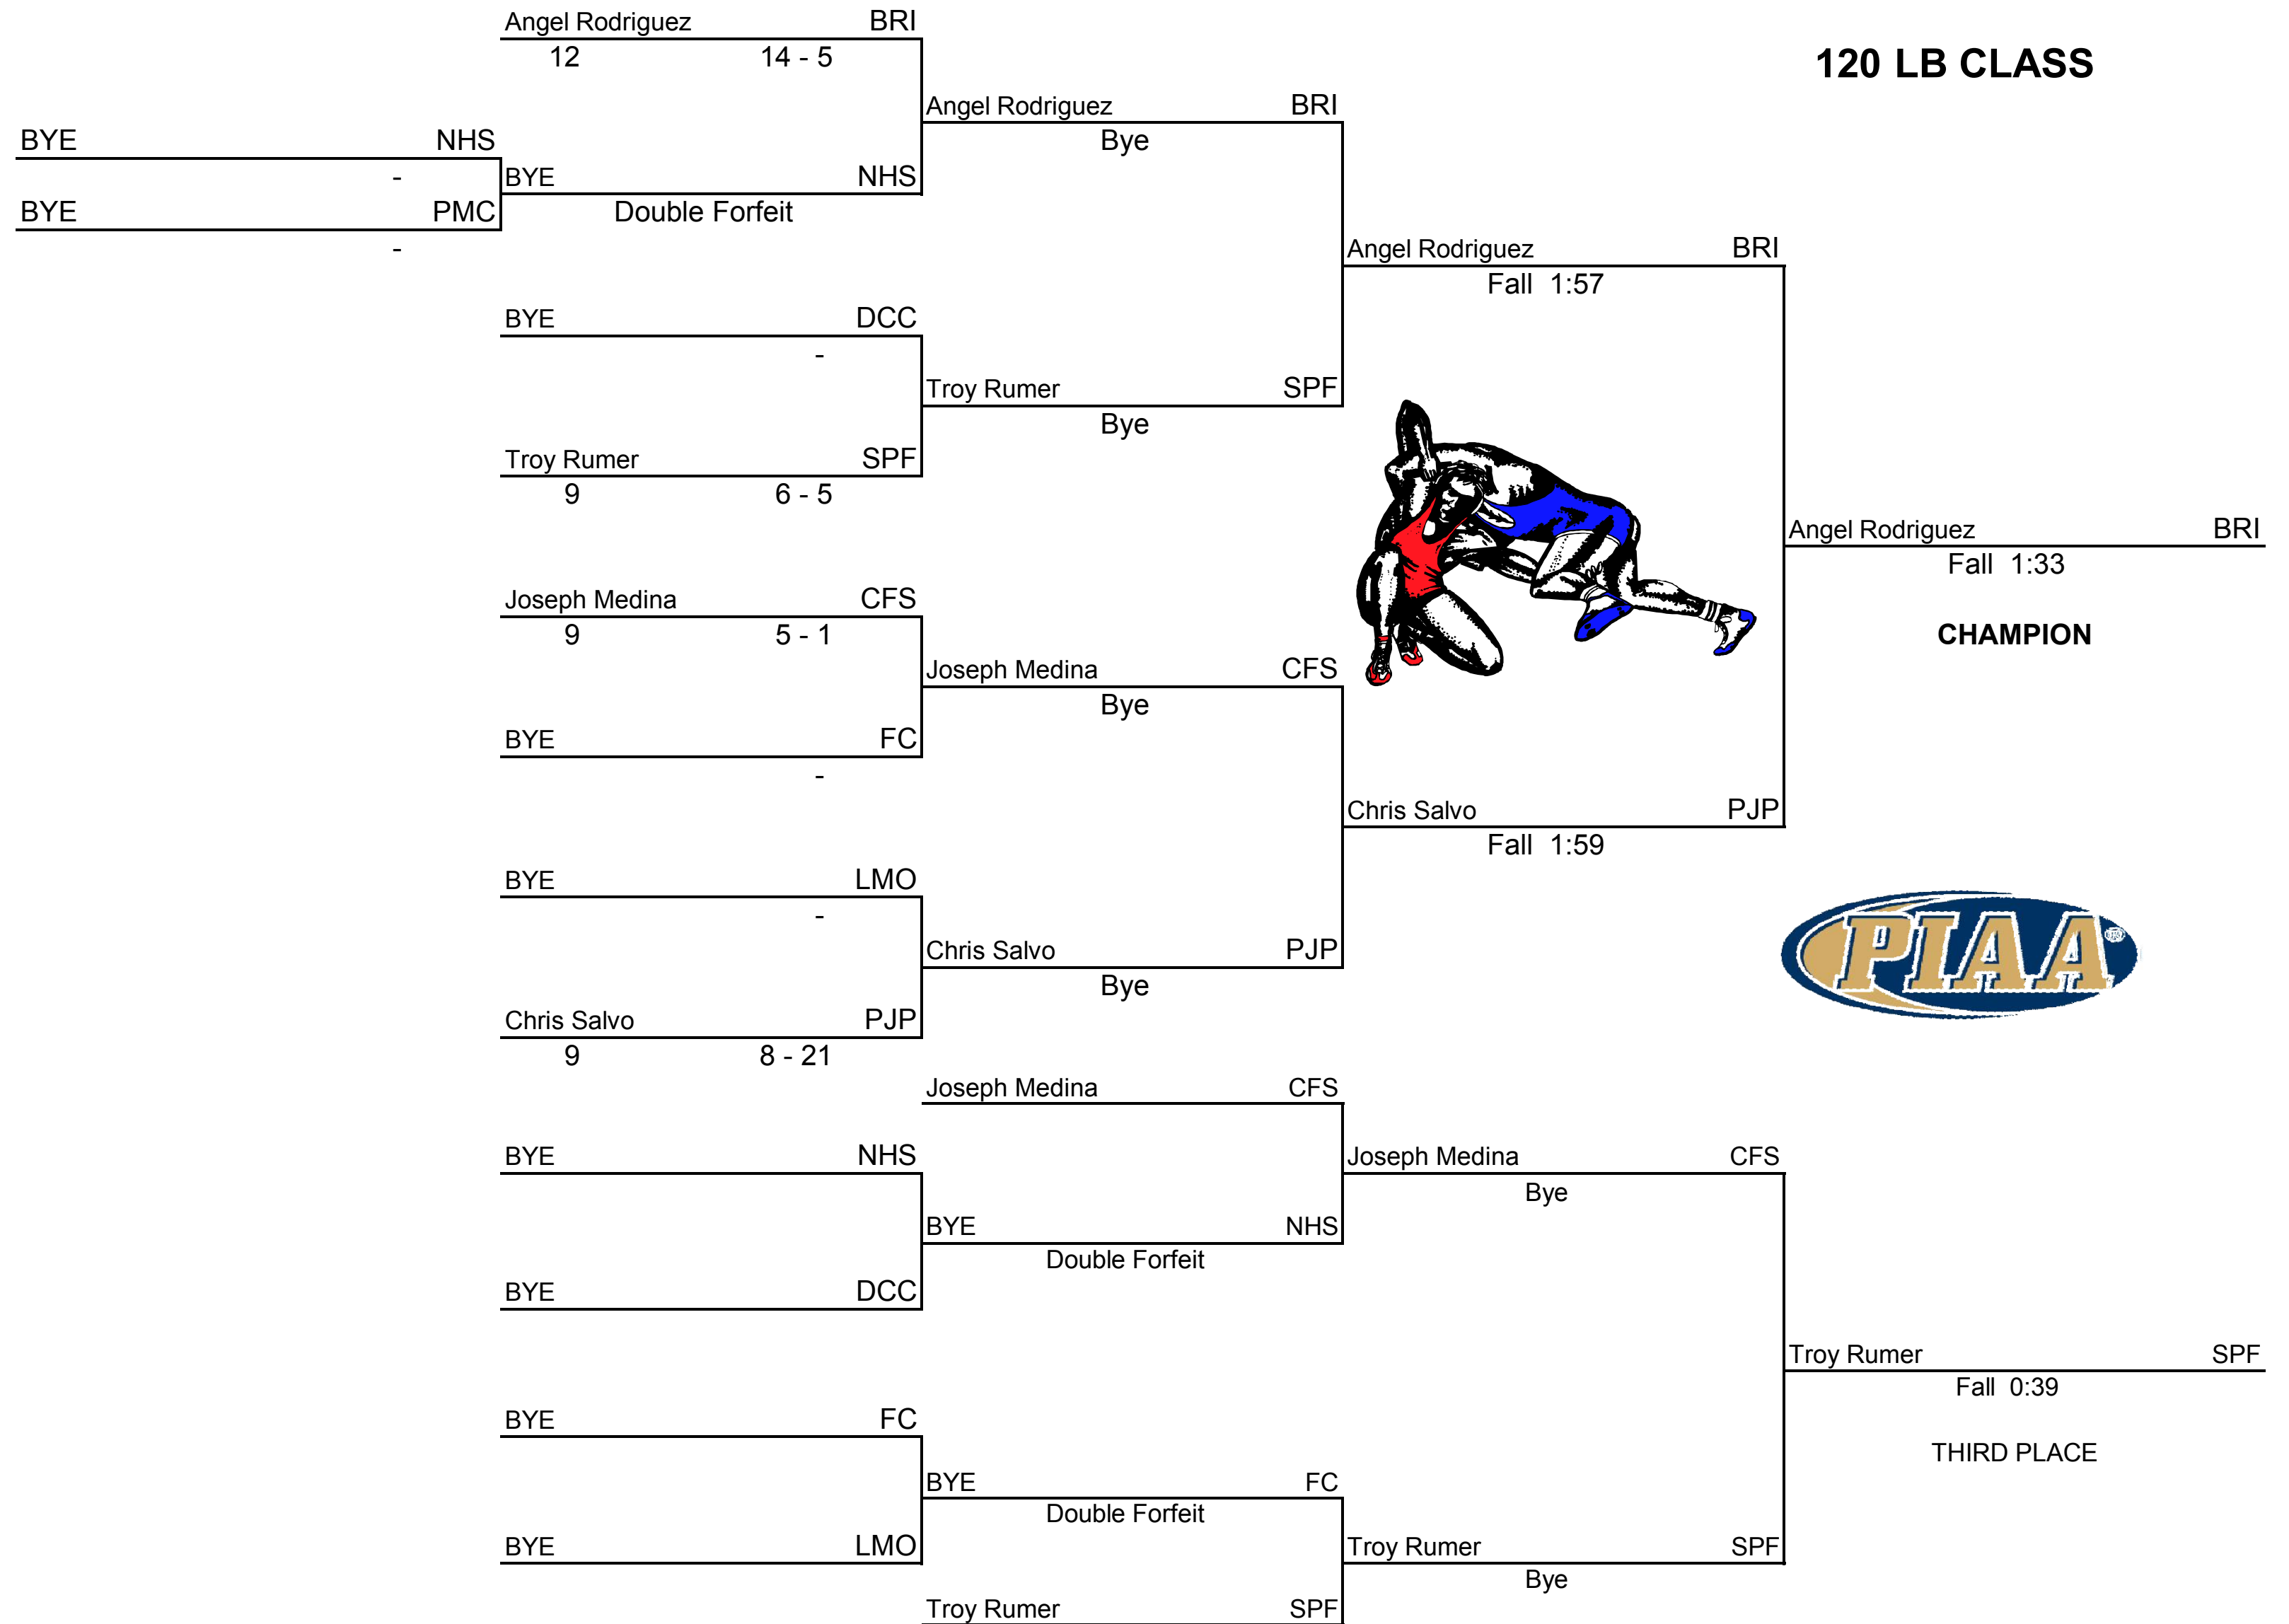 Angel Rodriguez BRI
12 14 - 5
120 LB CLASS
Angel Rodriguez BRI
Bye
BYE NHS
-
BYE NHS
Double Forfeit
BYE PMC
-
Angel Rodriguez BRI
Fall 1:57
BYE DCC
-
Troy Rumer SPF
Bye
Troy Rumer SPF
9 6 - 5
Angel Rodriguez BRI
Fall 1:33
CHAMPION
Joseph Medina CFS
9 5 - 1
Joseph Medina CFS
Bye
BYE FC
-
Chris Salvo PJP
Fall 1:59
BYE LMO
-
Chris Salvo PJP
Bye
PIAA®
Chris Salvo PJP
9 8 - 21
Joseph Medina CFS
BYE NHS
Joseph Medina CFS
Bye
BYE NHS
Double Forfeit
BYE DCC
Troy Rumer SPF
Fall 0:39
THIRD PLACE
BYE FC
BYE FC
Double Forfeit
BYE LMO
Troy Rumer SPF
Bye
Troy Rumer SPF